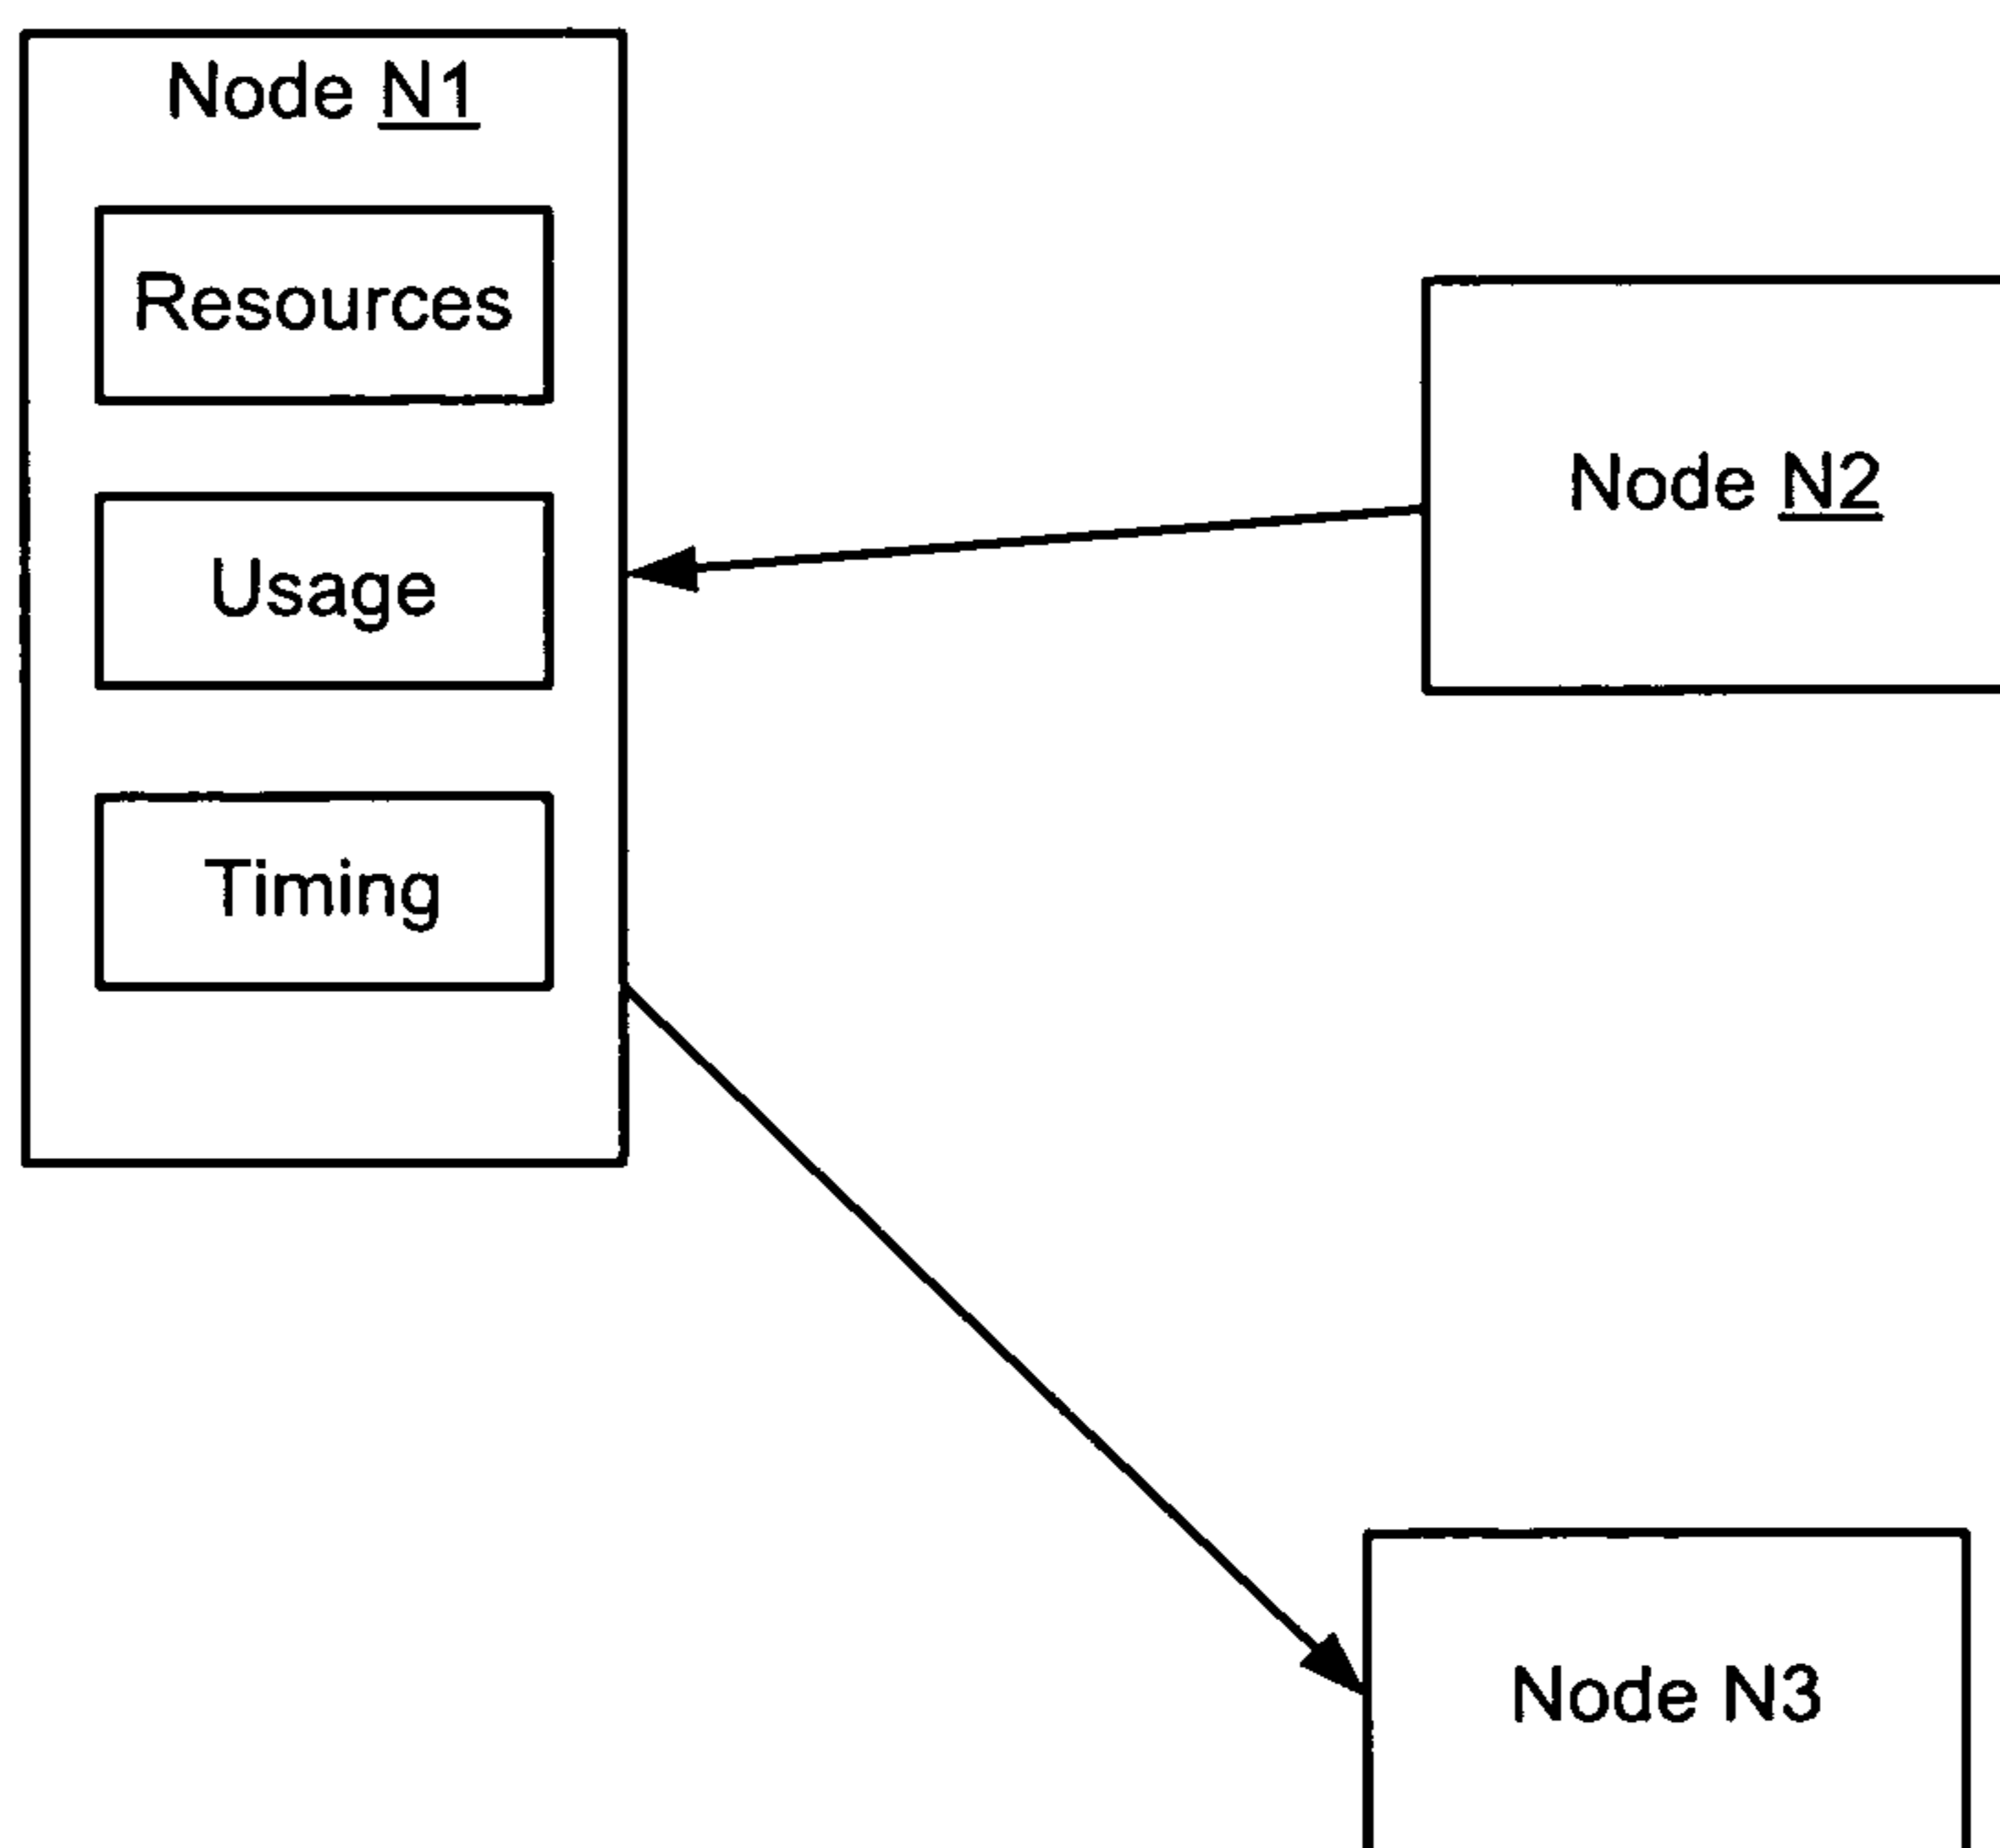 Node N1
Resources
Usage
Timing
Node N2
Node N3